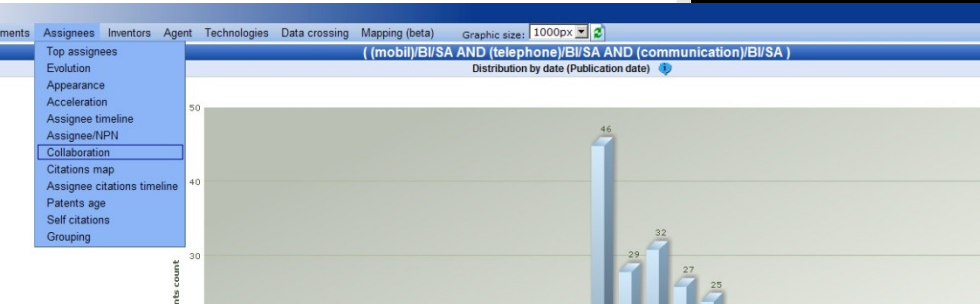 ments Assignees Inventors Agent Technologies Data crossing Mapping (beta) Graphic size: 1000px
( (mobil)/BI/SA AND (telephone)/BI/SA AND (communication)/BI/SA )
Distribution by date (Publication date)
Top assignees
Evolution
Appearance
Acceleration
Assignee timeline
Assignee/NPN
Collaboration
Citations map
Assignee citations timeline
Patents age
Self citations
Grouping
50
46
40
32
29
30
27
25
nts count